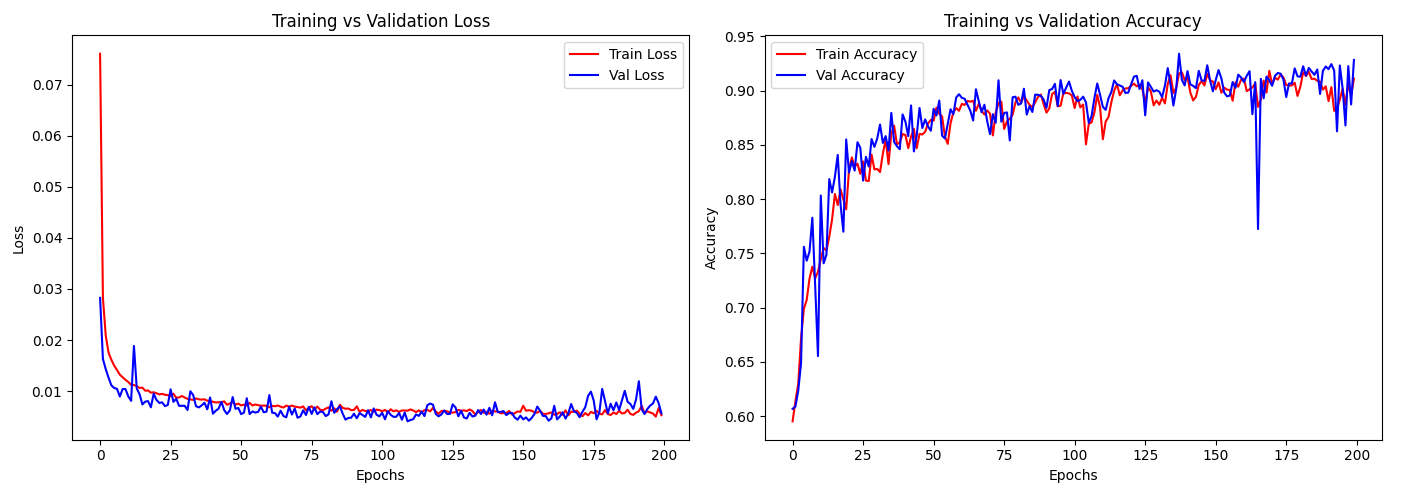 Training vs Validation Loss
Train Loss
Val Loss
0.07
0.06
0.05
0.04
0.03
0.02
0.01
Loss
0 25 50 75 100 125 150 175 200
Epochs
Training vs Validation Accuracy
Train Accuracy
Val Accuracy
0.95
0.90
0.85
0.80
0.75
0.70
0.65
0.60
Accuracy
0 25 50 75 100 125 150 175 200
Epochs